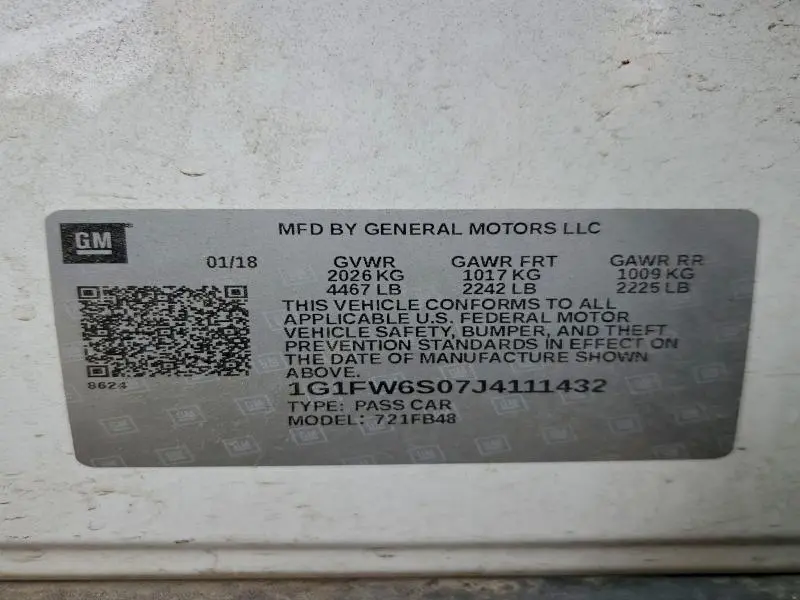 GM
MFD BY GENERAL MOTORS LLC
01/18 GVWR GAWR FRT GAWR RR
2026 KG 1017 KG 1009 KG
4467 LB 2242 LB 2225 LB
THIS VEHICLE CONFORMS TO ALL
APPLICABLE U.S. FEDERAL MOTOR
VEHICLE SAFETY, BUMPER, AND THEFT
PREVENTION STANDARDS IN EFFECT ON
THE DATE OF MANUFACTURE SHOWN
ABOVE.
8624
1G1FW6S07J4111432
TYPE: PASS CAR
MODEL: 721FB48